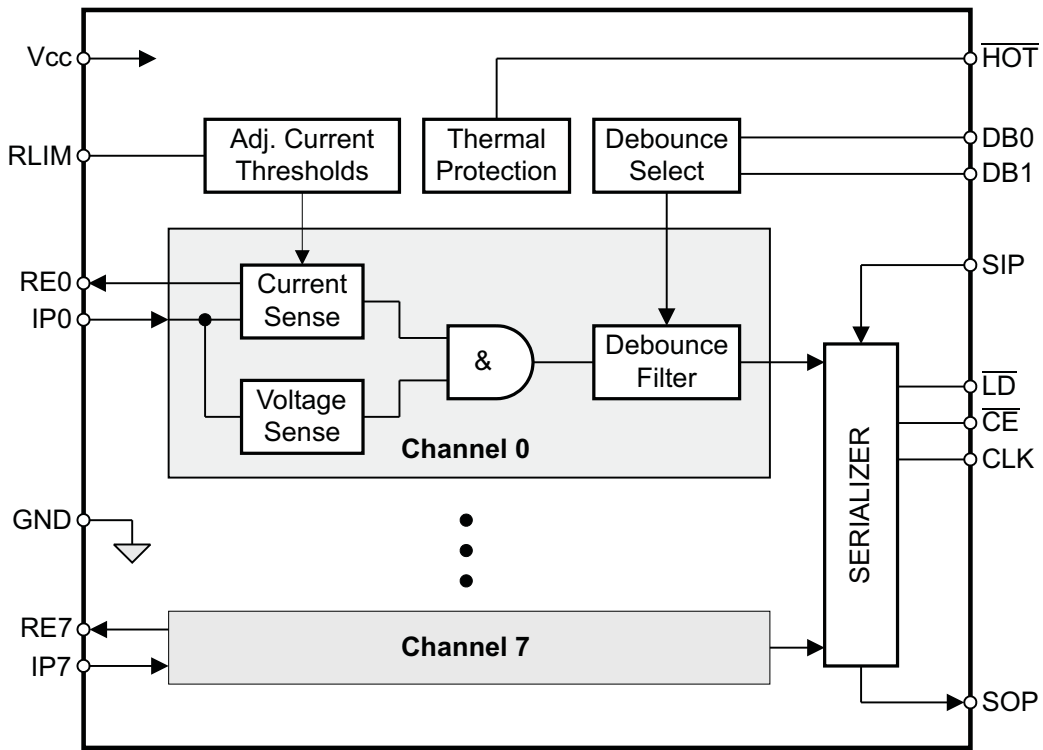 Vcc
HOT
RLIM
Adj. Current
Thresholds
Thermal
Protection
Debounce
Select
DB0
DB1
RE0
IP0
Current
Sense
Voltage
Sense
&
Debounce
Filter
Channel 0
SIP
LD
CE
CLK
SERIALIZER
GND
RE7
IP7
Channel 7
SOP